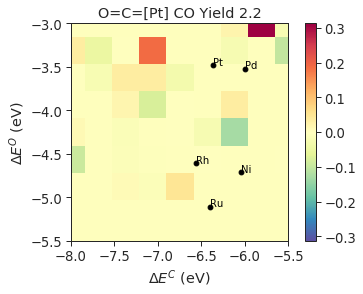 O=C=[Pt] CO Yield 2.2
−3.0
−3.5
−4.0
−4.5
−5.0
−5.5
ΔE^O (eV)
Pt
Pd
Rh
Ni
Ru
−8.0 −7.5 −7.0 −6.5 −6.0 −5.5
ΔE^C (eV)
0.3
0.2
0.1
0.0
−0.1
−0.2
−0.3